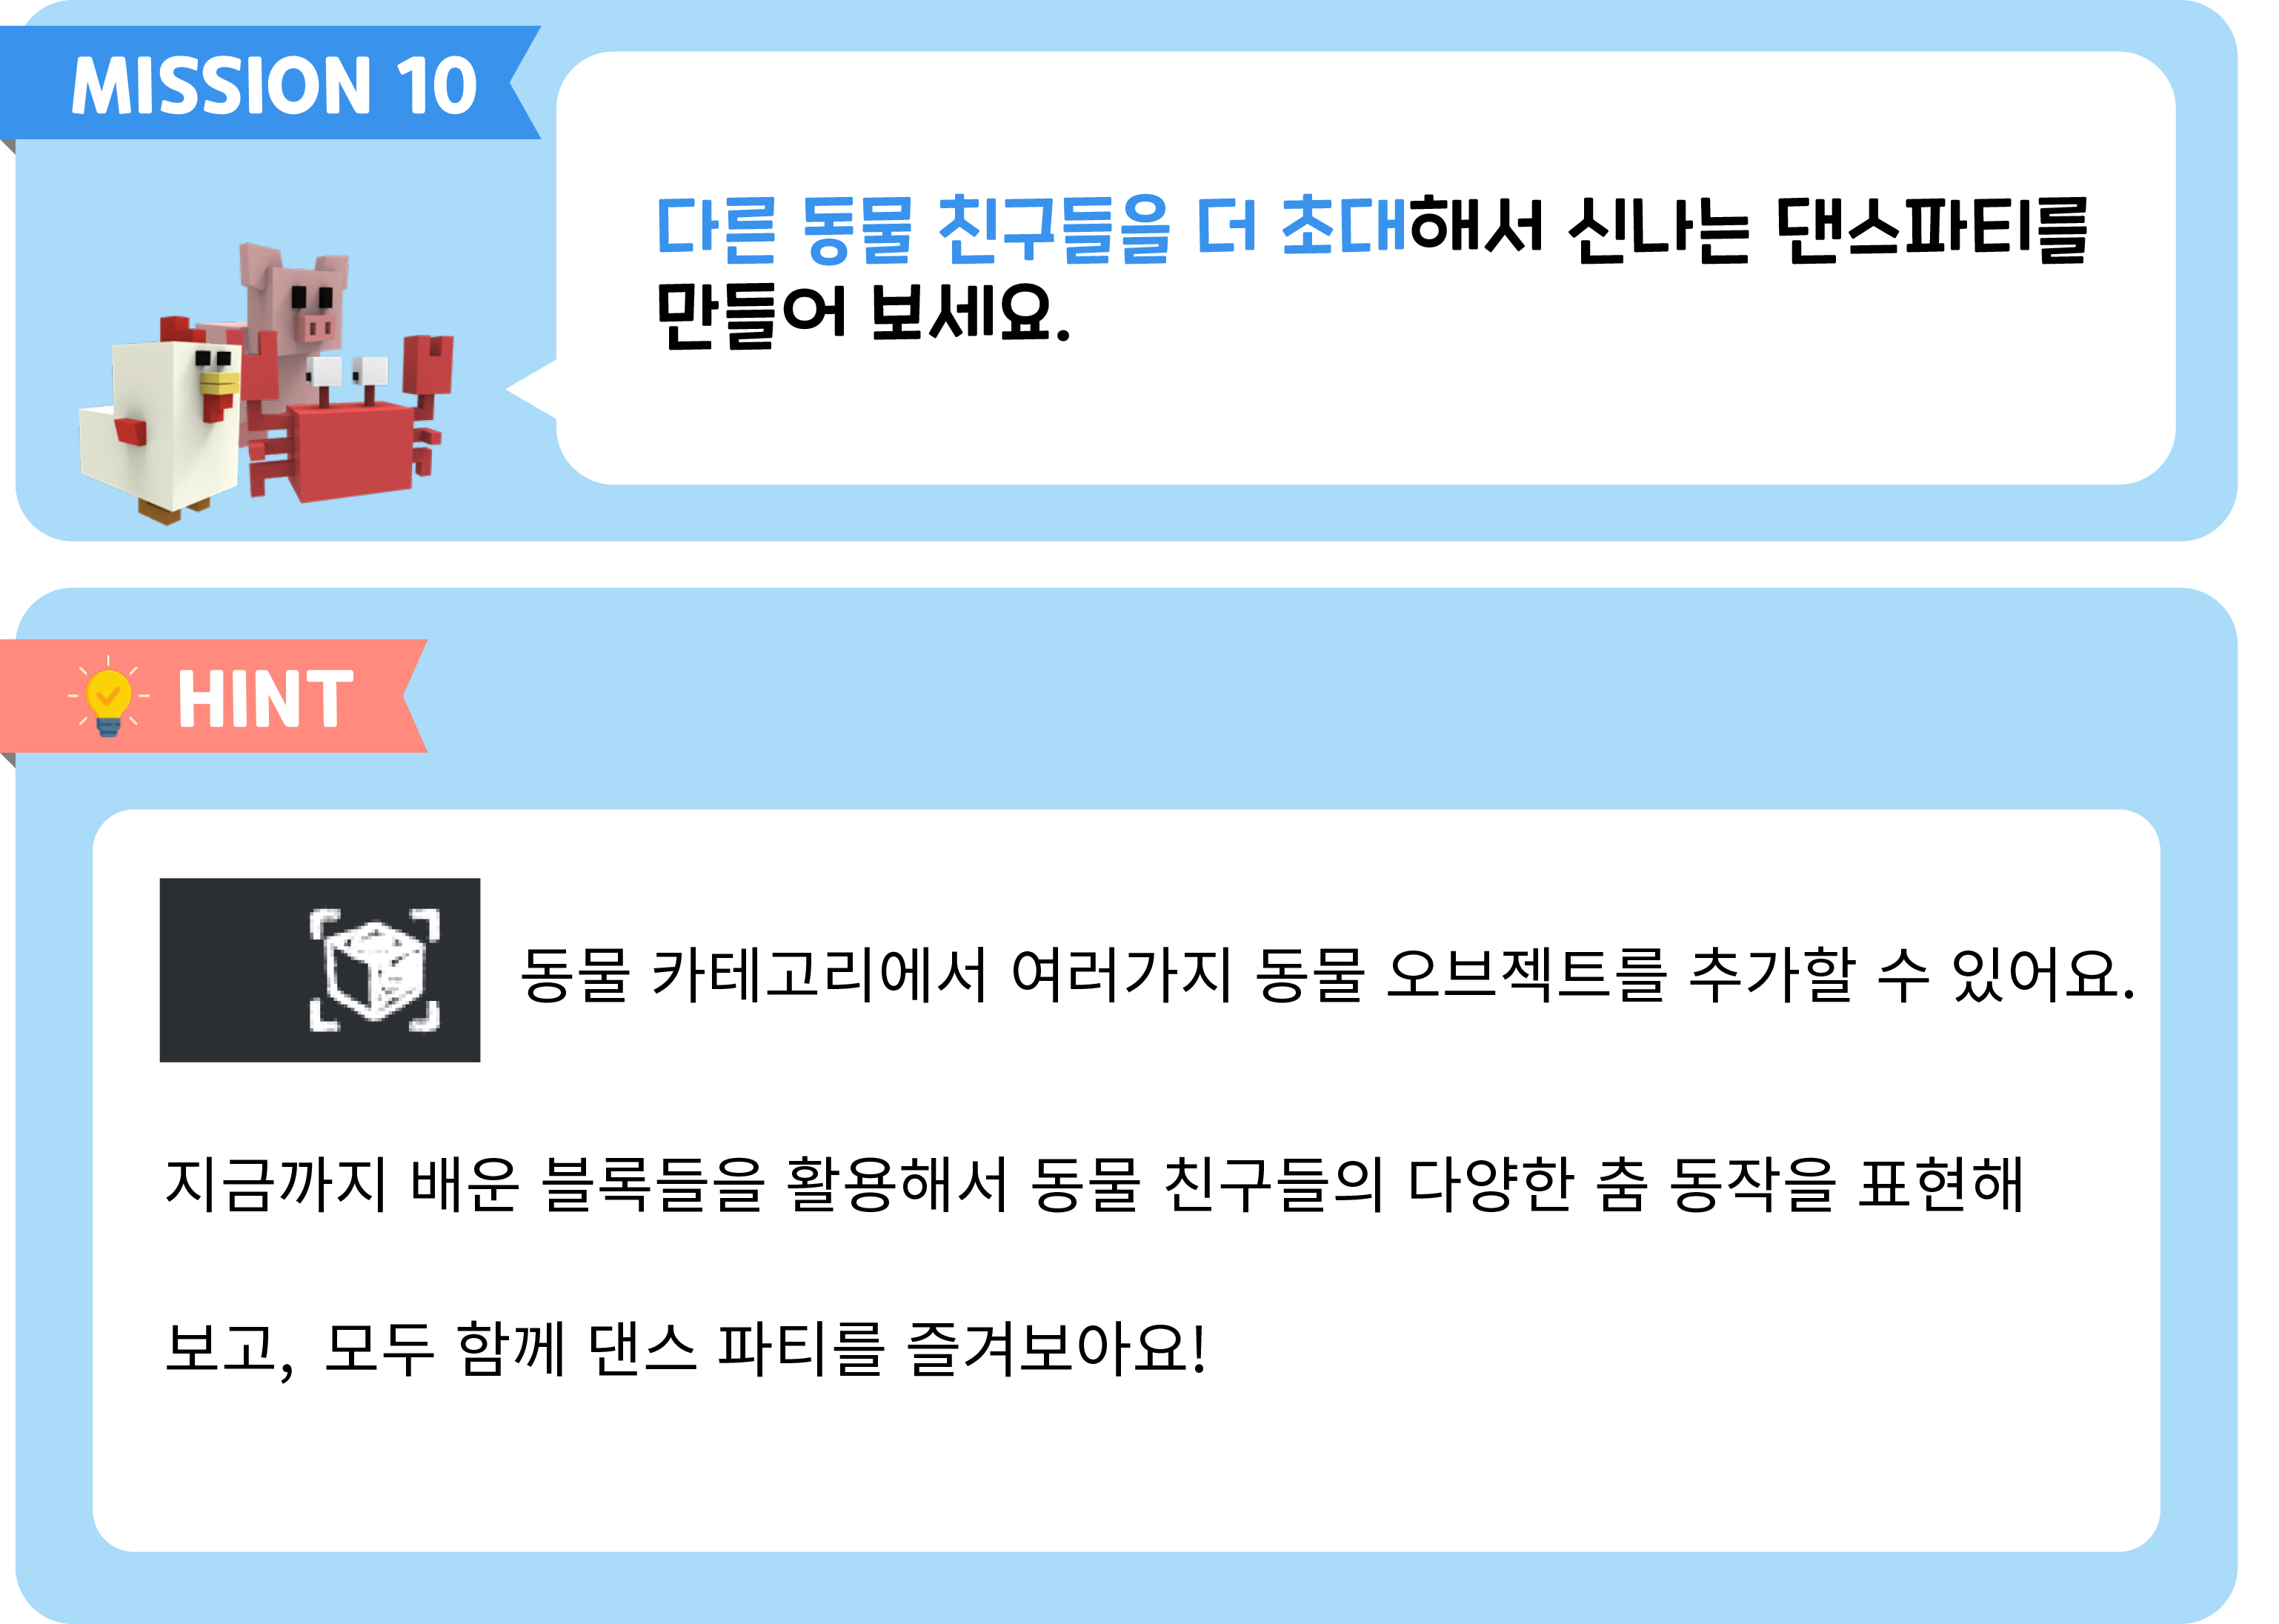 MISSION 10
다른 동물 친구들을 더 초대해서 신나는 댄스파티를
만들어 보세요.
HINT
동물 카테고리에서 여러가지 동물 오브젝트를 추가할 수 있어요.
지금까지 배운 블록들을 활용해서 동물 친구들의 다양한 춤 동작을 표현해
보고, 모두 함께 댄스 파티를 즐겨보아요!